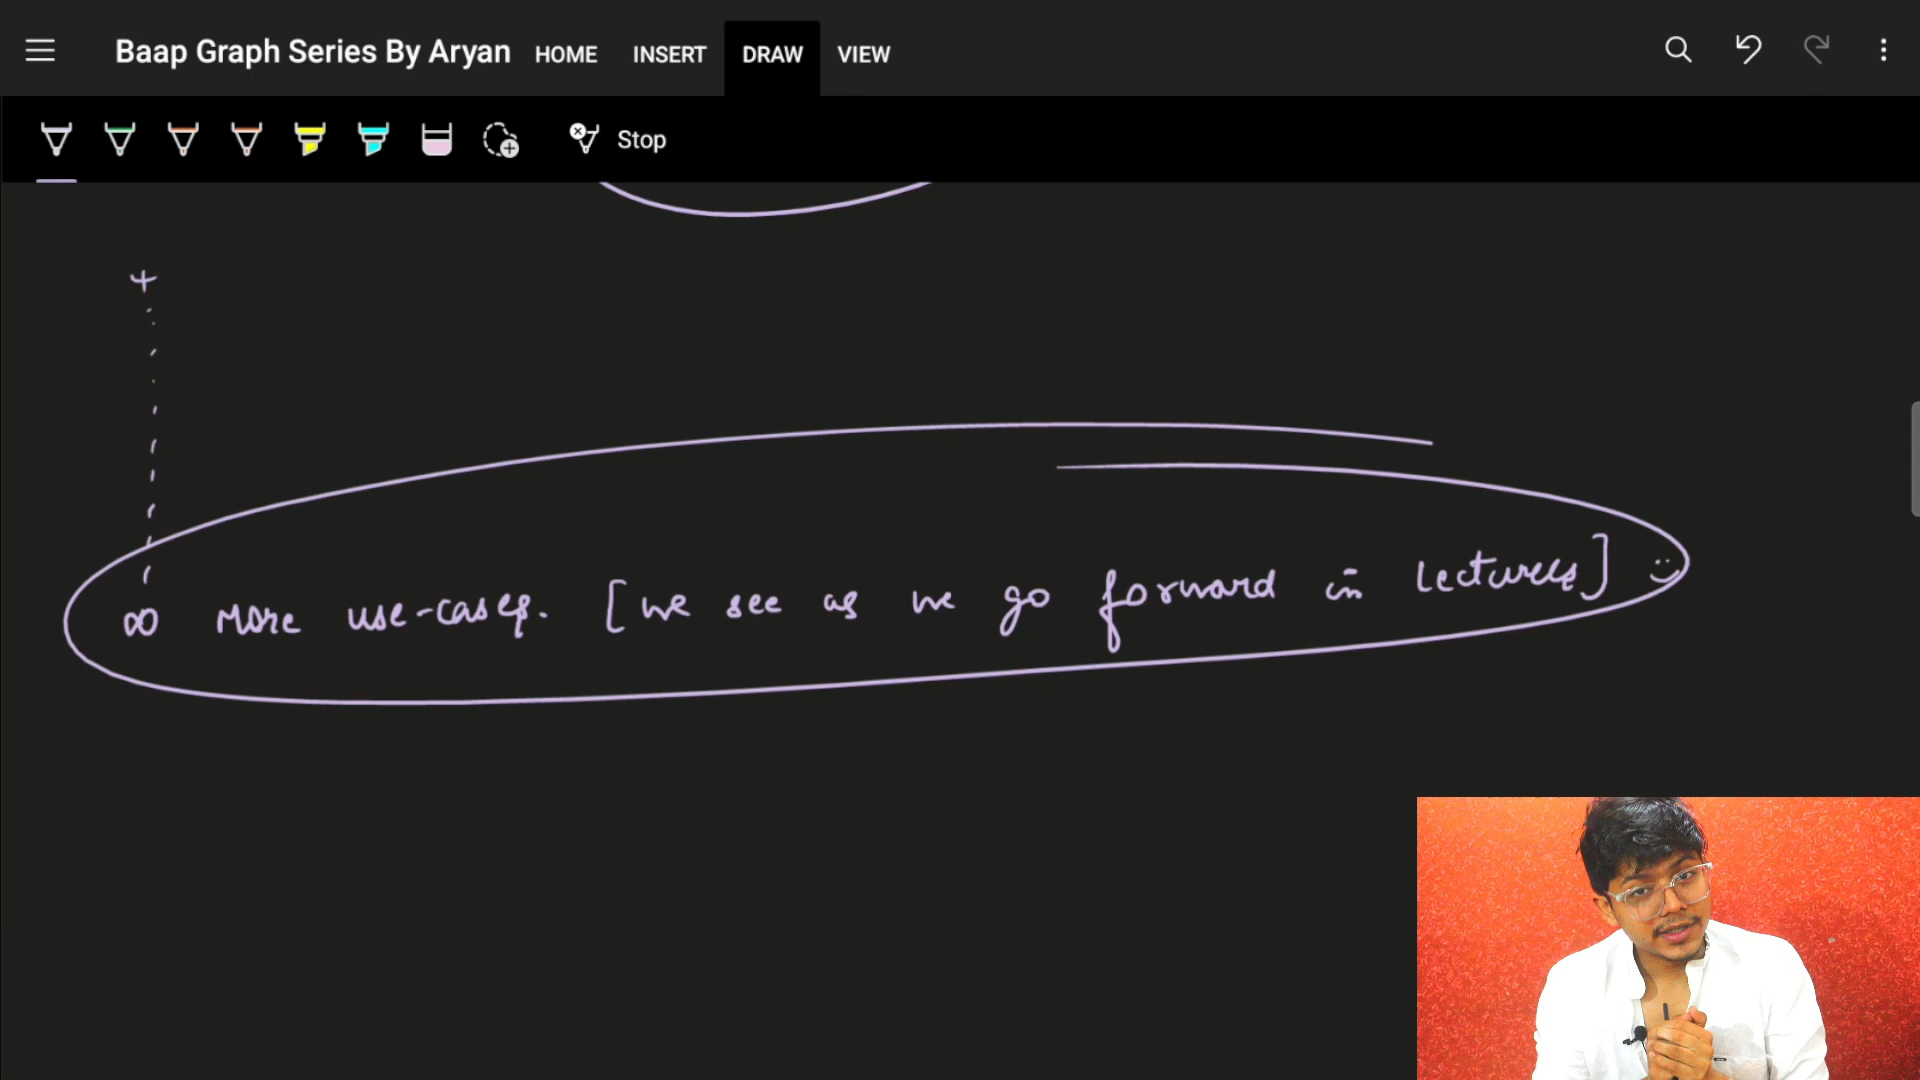 Baap Graph Series By Aryan HOME INSERT DRAW VIEW
Stop
+
∞ More use-cases. [we see as we go forward in Lectures] :)